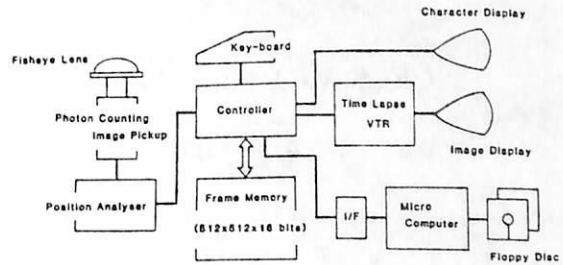 Character Display
Key-board
Fisheye Lens
Photon Counting
Image Pickup
Controller
Time Lapse
VTR
Image Display
Position Analyser
Frame Memory
(512x512x16 bits)
I/F
Micro
Computer
Floppy Disc